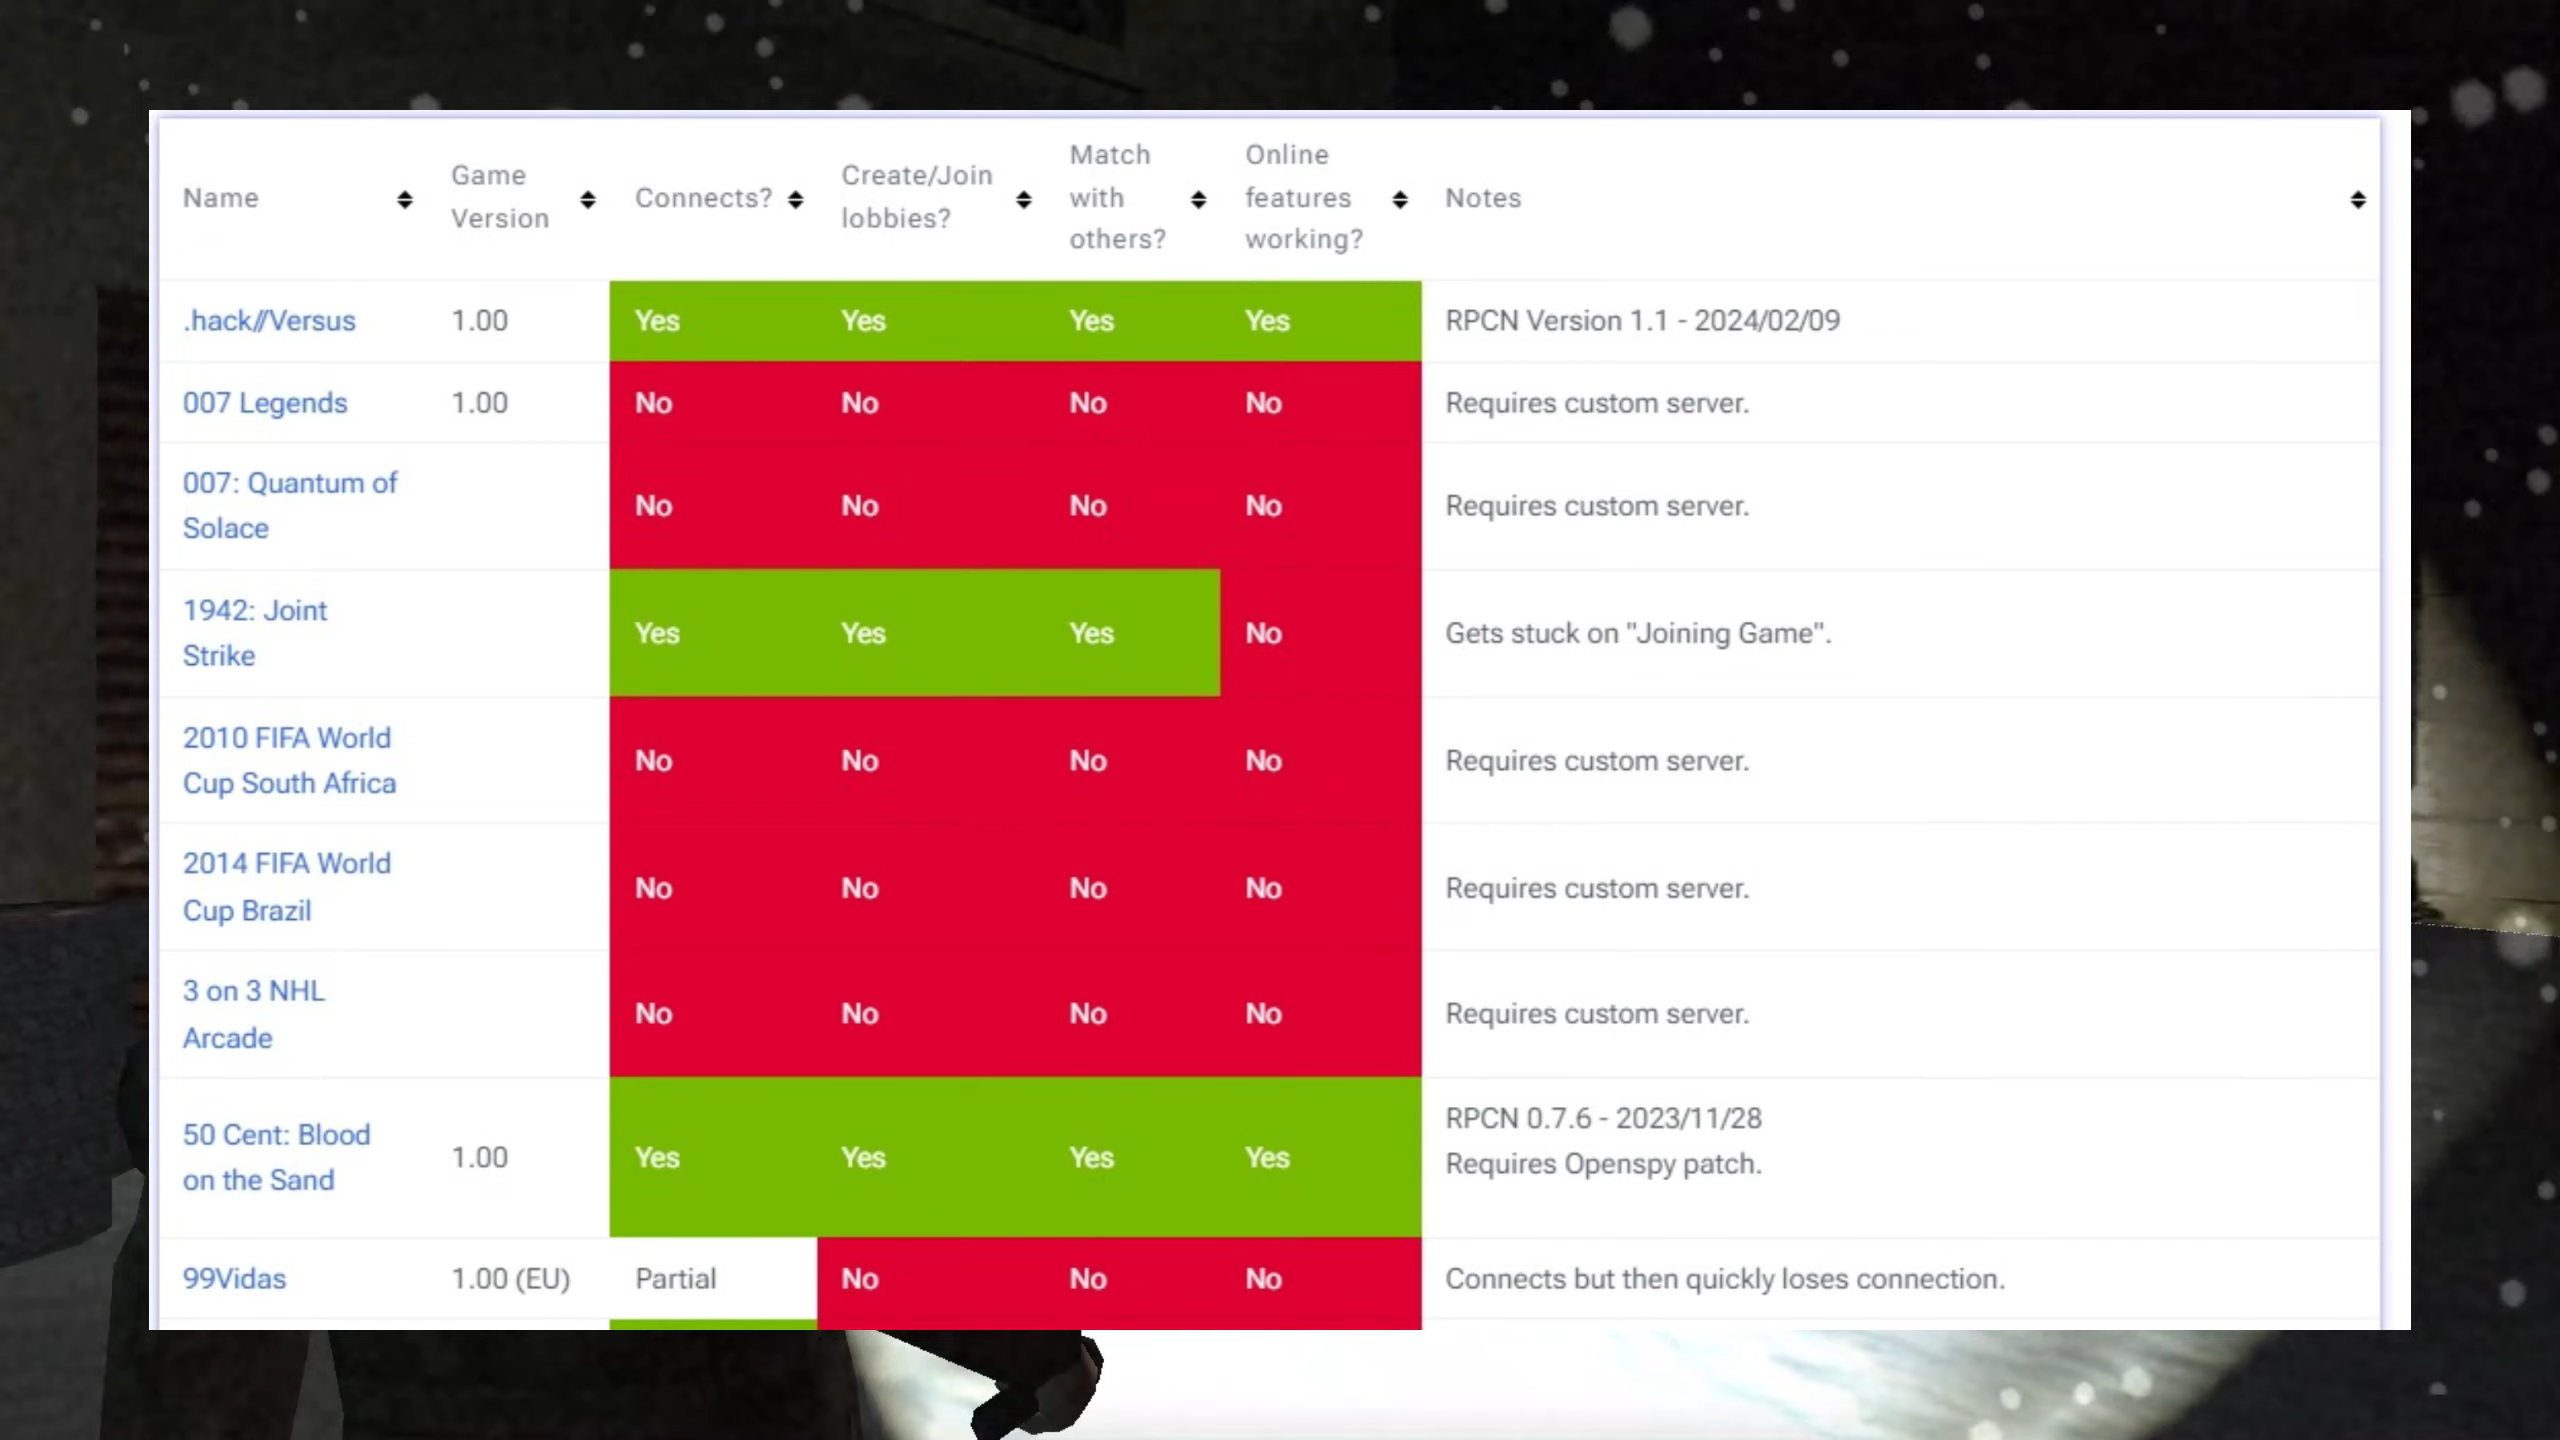 Name
Game
Version
Connects?
Create/Join
lobbies?
Match
with
others?
Online
features
working?
Notes
.hack//Versus 1.00 Yes Yes Yes Yes RPCN Version 1.1 - 2024/02/09
007 Legends 1.00 No No No No Requires custom server.
007: Quantum of
Solace
No No No No Requires custom server.
1942: Joint
Strike
Yes Yes Yes No Gets stuck on "Joining Game".
2010 FIFA World
Cup South Africa
No No No No Requires custom server.
2014 FIFA World
Cup Brazil
No No No No Requires custom server.
3 on 3 NHL
Arcade
No No No No Requires custom server.
50 Cent: Blood
on the Sand
1.00 Yes Yes Yes Yes
RPCN 0.7.6 - 2023/11/28
Requires Openspy patch.
99Vidas 1.00 (EU) Partial No No No Connects but then quickly loses connection.